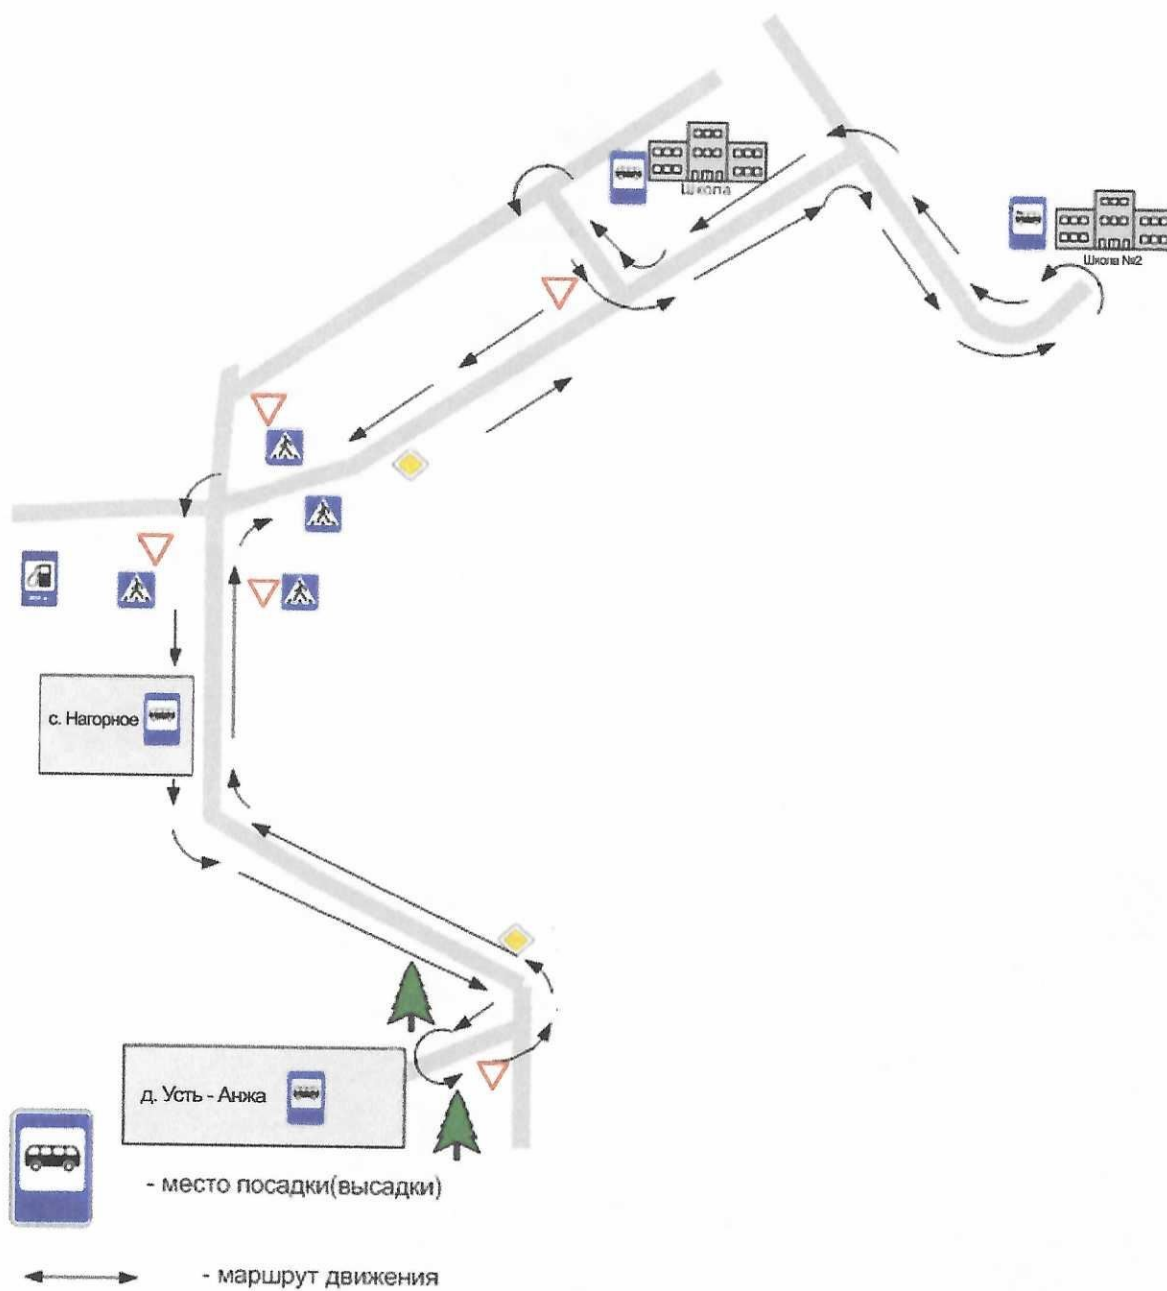 Школа
Школа №2
с. Нагорное
д. Усть - Анжа
- место посадки(высадки)
- маршрут движения